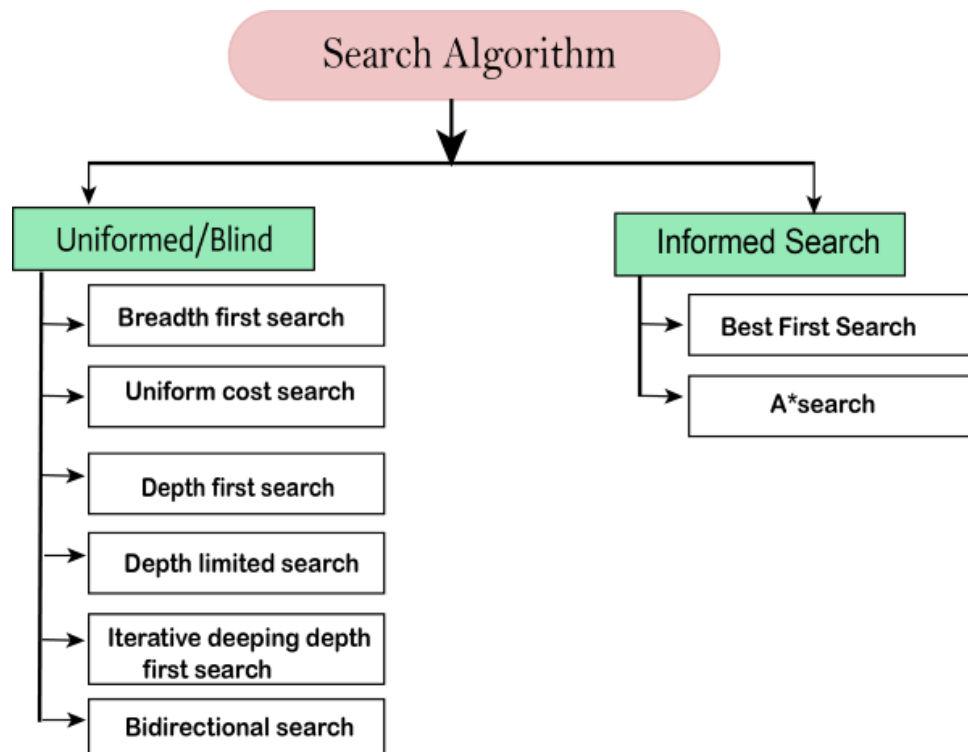 Search Algorithm
Uniformed/Blind
Breadth first search
Uniform cost search
Depth first search
Depth limited search
Iterative deeping depth
first search
Bidirectional search
Informed Search
Best First Search
A*search